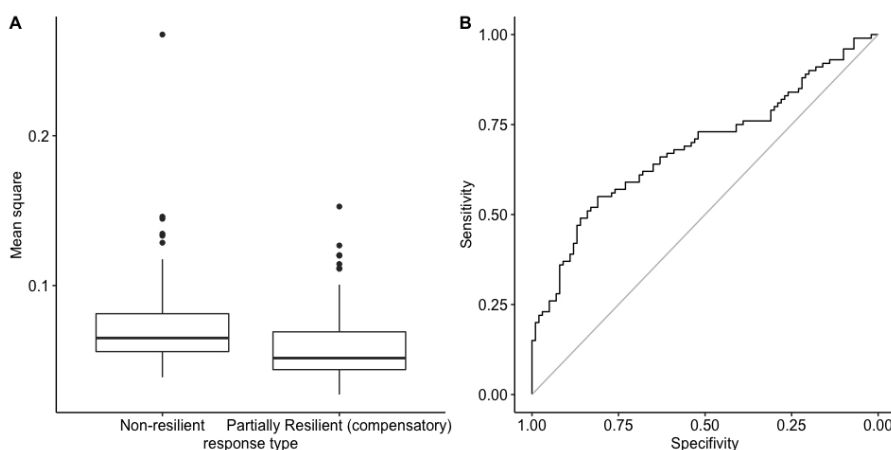 A
Mean square
0.2
0.1
Non-resilient
Partially Resilient (compensatory)
response type
B
Sensitivity
1.00
0.75
0.50
0.25
0.00
1.00
0.75
0.50
0.25
0.00
Specifivity